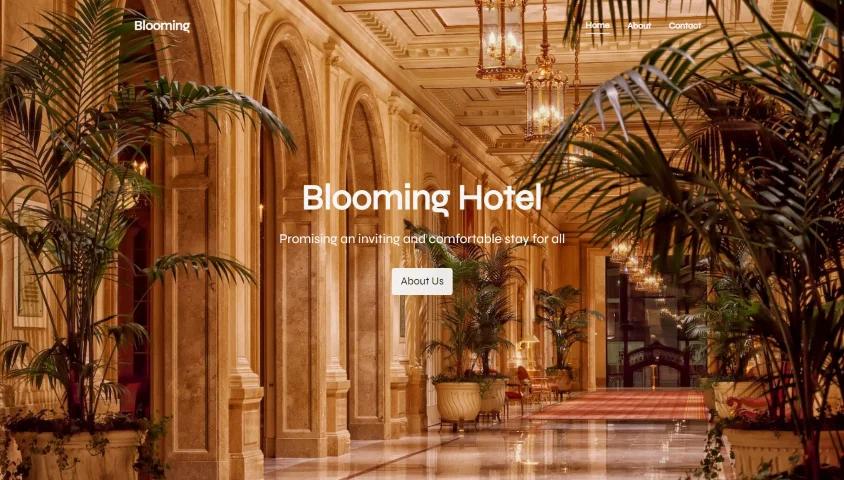 Blooming
Home About Contact
Blooming Hotel
Promising an inviting and comfortable stay for all
About Us